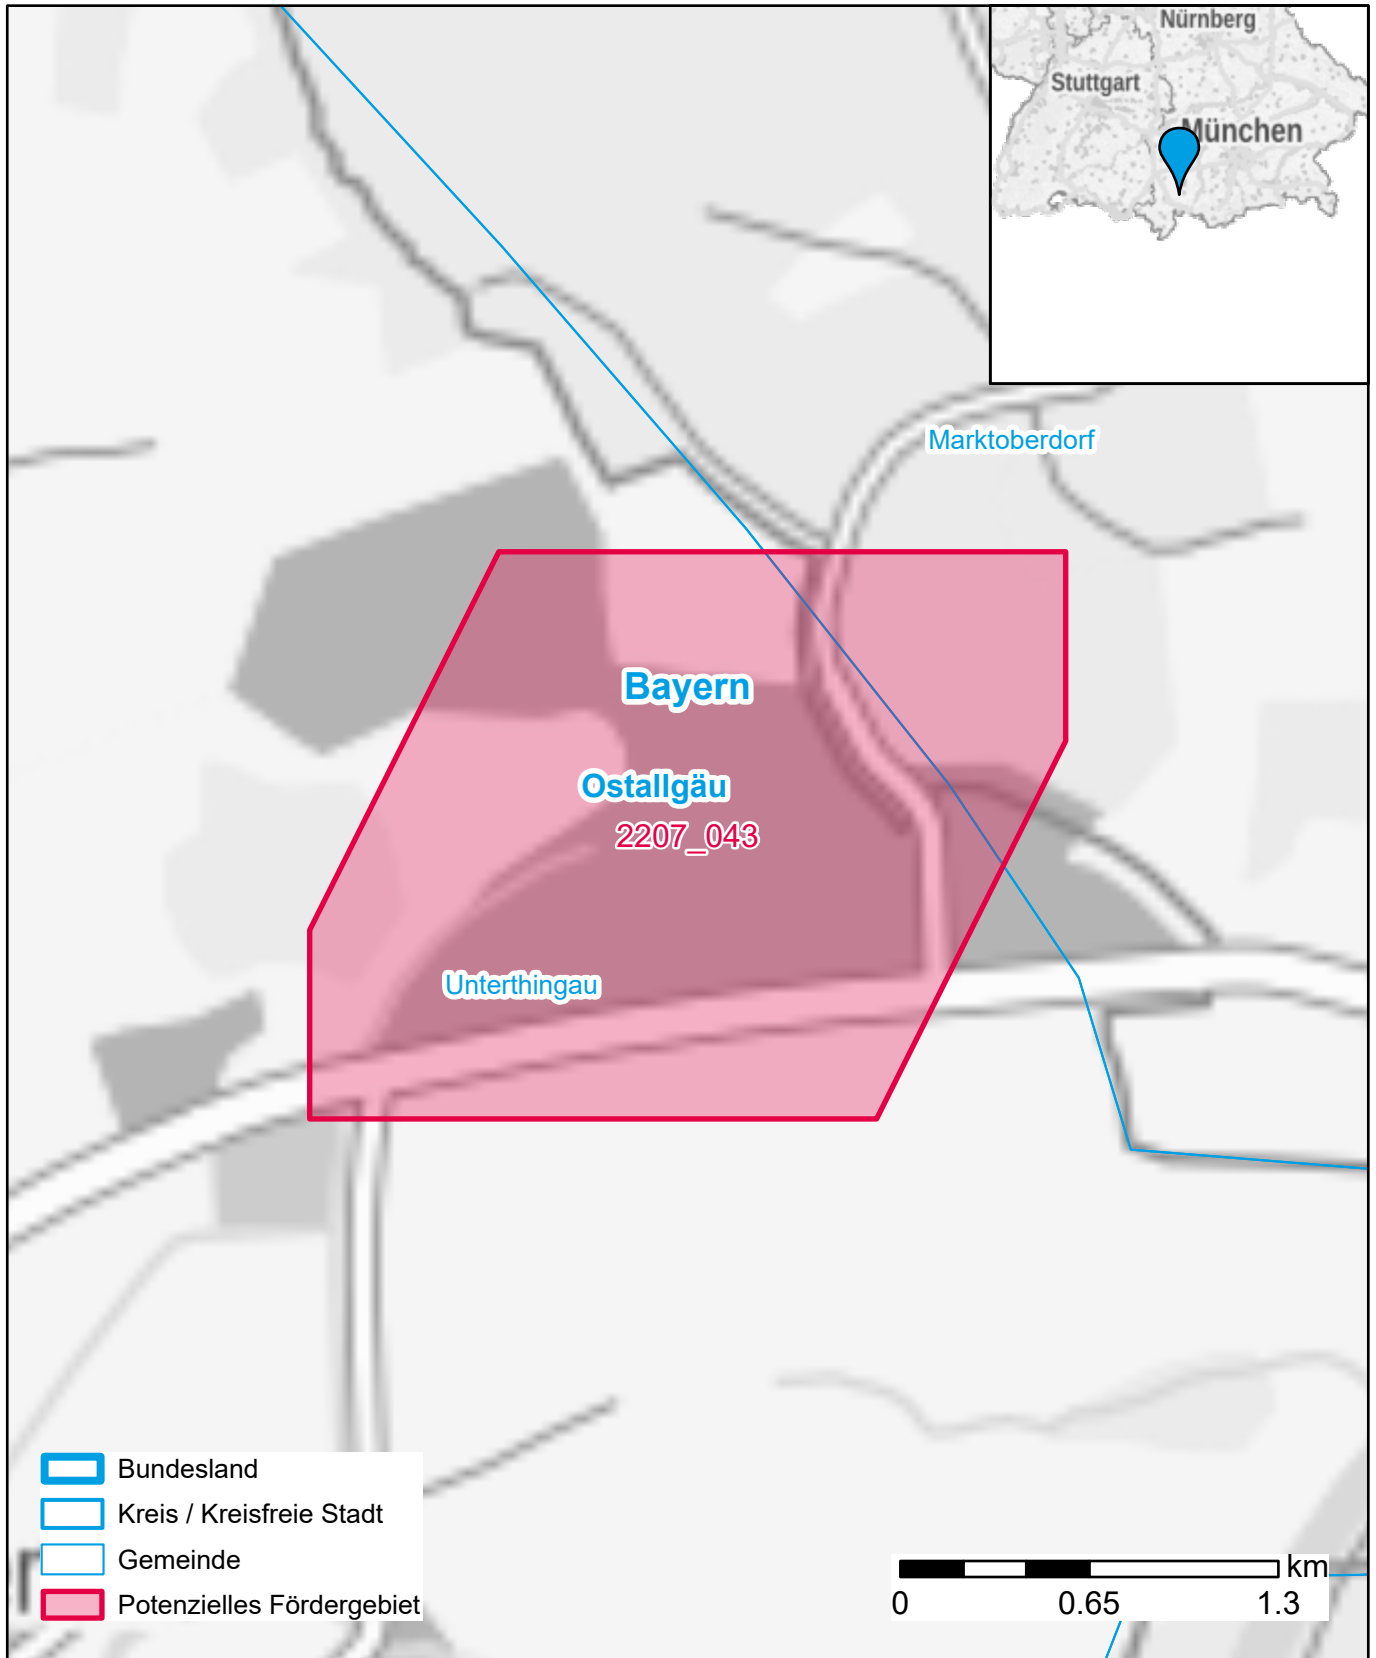 Nürnberg
Stuttgart
München
Marktoberdorf
Bayern
Ostallgäu
2207_043
Unterthingau
Bundesland
Kreis / Kreisfreie Stadt
Gemeinde
Potenzielles Fördergebiet
km
0 0.65 1.3